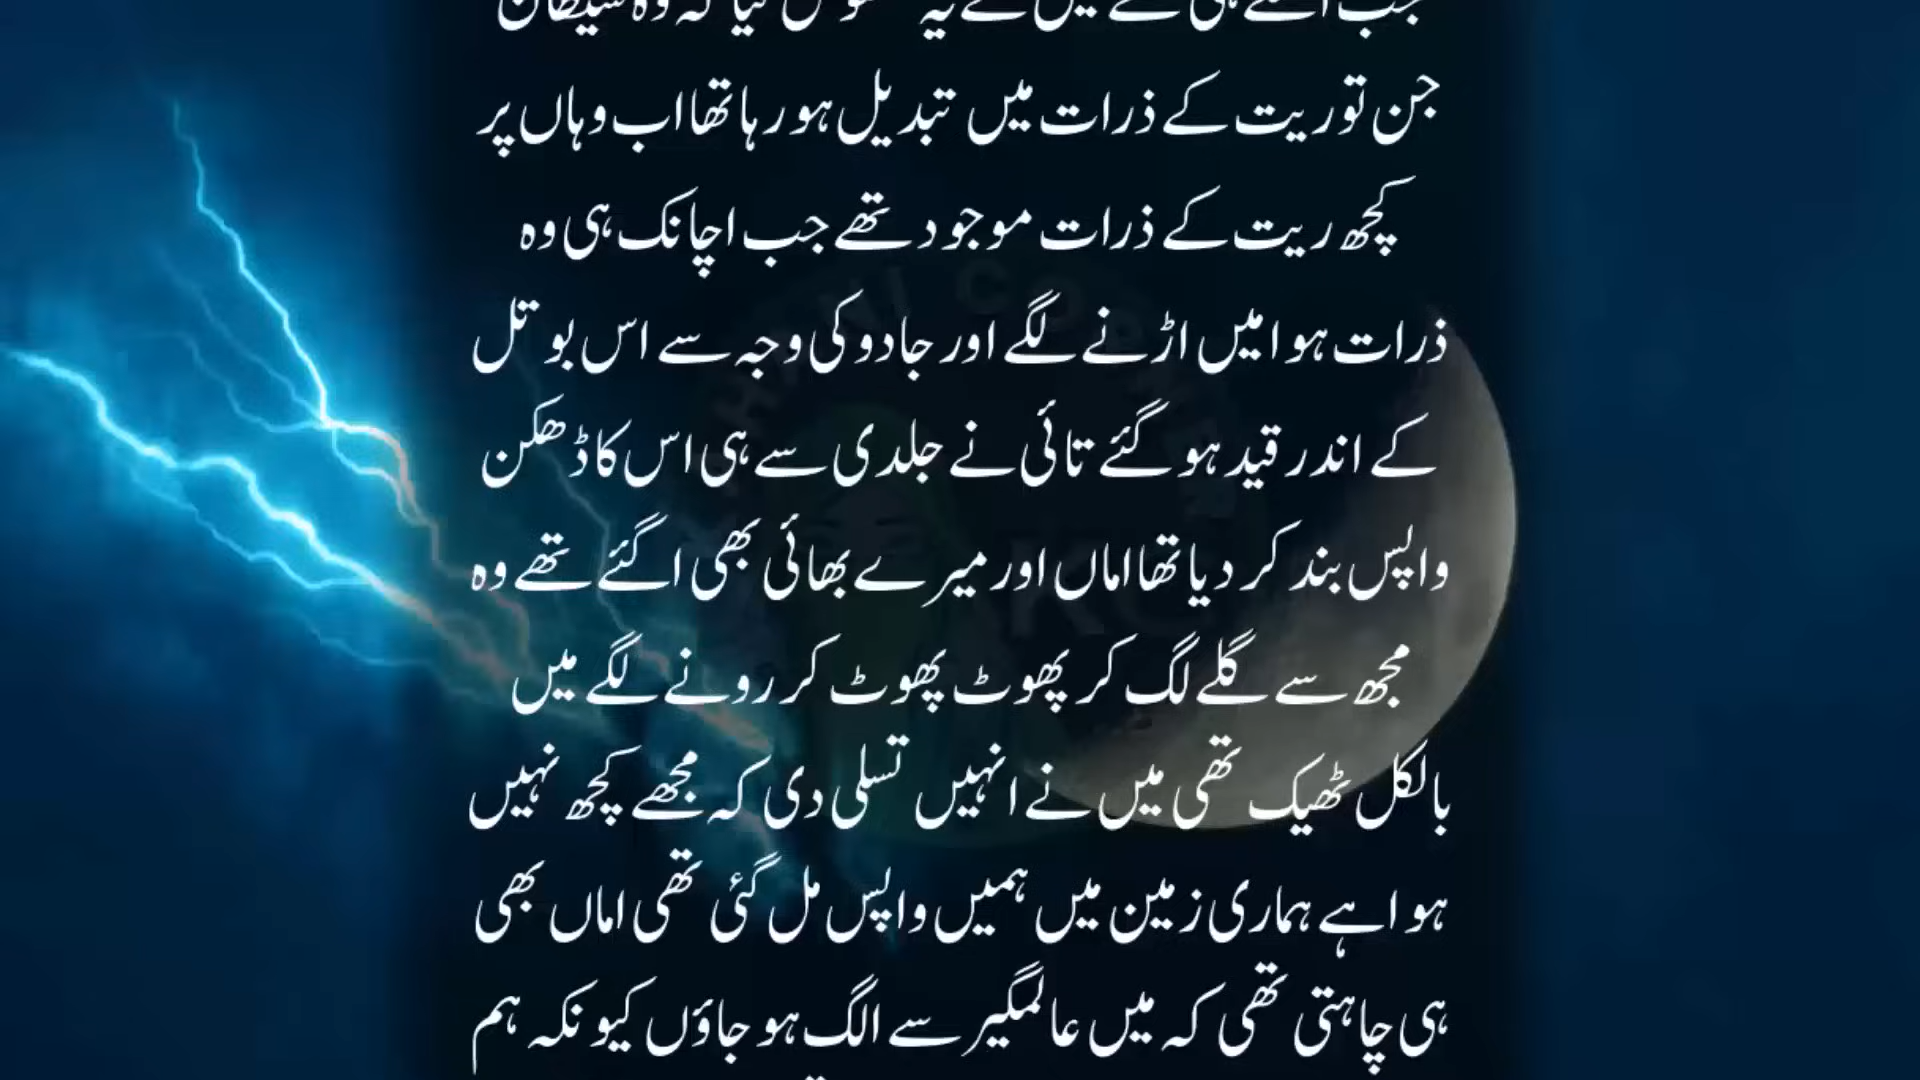 جن تو ریت کے ذرات میں تبدیل ہو رہا تھا اب وہاں پر
کچھ ریت کے ذرات موجود تھے جب اچانک ہی وہ
ذرات ہوا میں اڑنے لگے اور جادو کی وجہ سے اس بوتل
کے اندر قید ہو گئے تائی نے جلدی سے ہی اس کا ڈھکن
واپس بند کر دیا تھا اماں اور میرے بھائی بھی اگئے تھے وہ
مجھ سے گلے لگ کر پھوٹ پھوٹ کر رونے لگے میں
بالکل ٹھیک تھی میں نے انہیں تسلی دی کہ مجھے کچھ نہیں
ہوا ہے ہماری زمین میں ہمیں واپس مل گئی تھی اماں بھی
ہی چاہتی تھی کہ میں عالمگیر سے الگ ہو جاؤں کیونکہ ہم